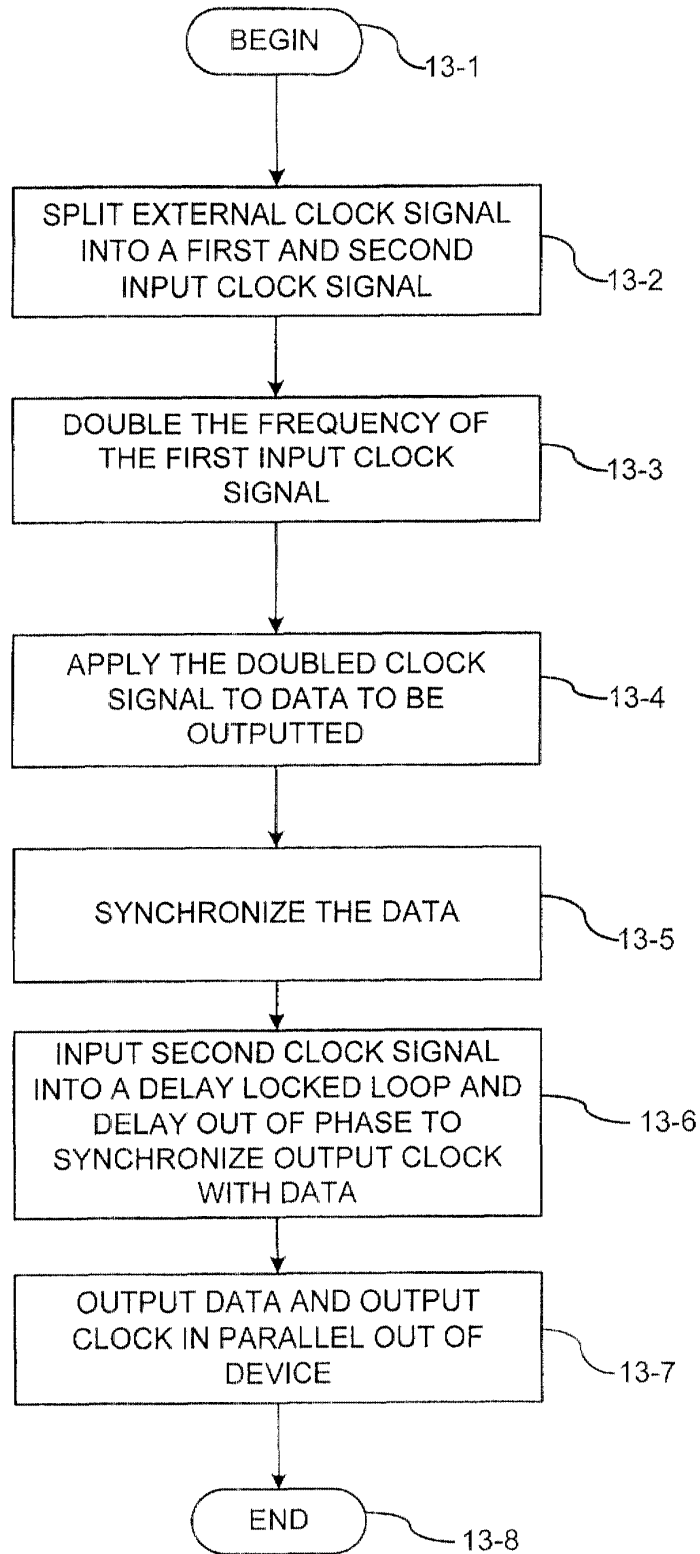 BEGIN
13-1
SPLIT EXTERNAL CLOCK SIGNAL
INTO A FIRST AND SECOND
INPUT CLOCK SIGNAL
13-2
DOUBLE THE FREQUENCY OF
THE FIRST INPUT CLOCK
SIGNAL
13-3
APPLY THE DOUBLED CLOCK
SIGNAL TO DATA TO BE
OUTPUTTED
13-4
SYNCHRONIZE THE DATA
13-5
INPUT SECOND CLOCK SIGNAL
INTO A DELAY LOCKED LOOP AND
DELAY OUT OF PHASE TO
SYNCHRONIZE OUTPUT CLOCK
WITH DATA
13-6
OUTPUT DATA AND OUTPUT
CLOCK IN PARALLEL OUT OF
DEVICE
13-7
END
13-8